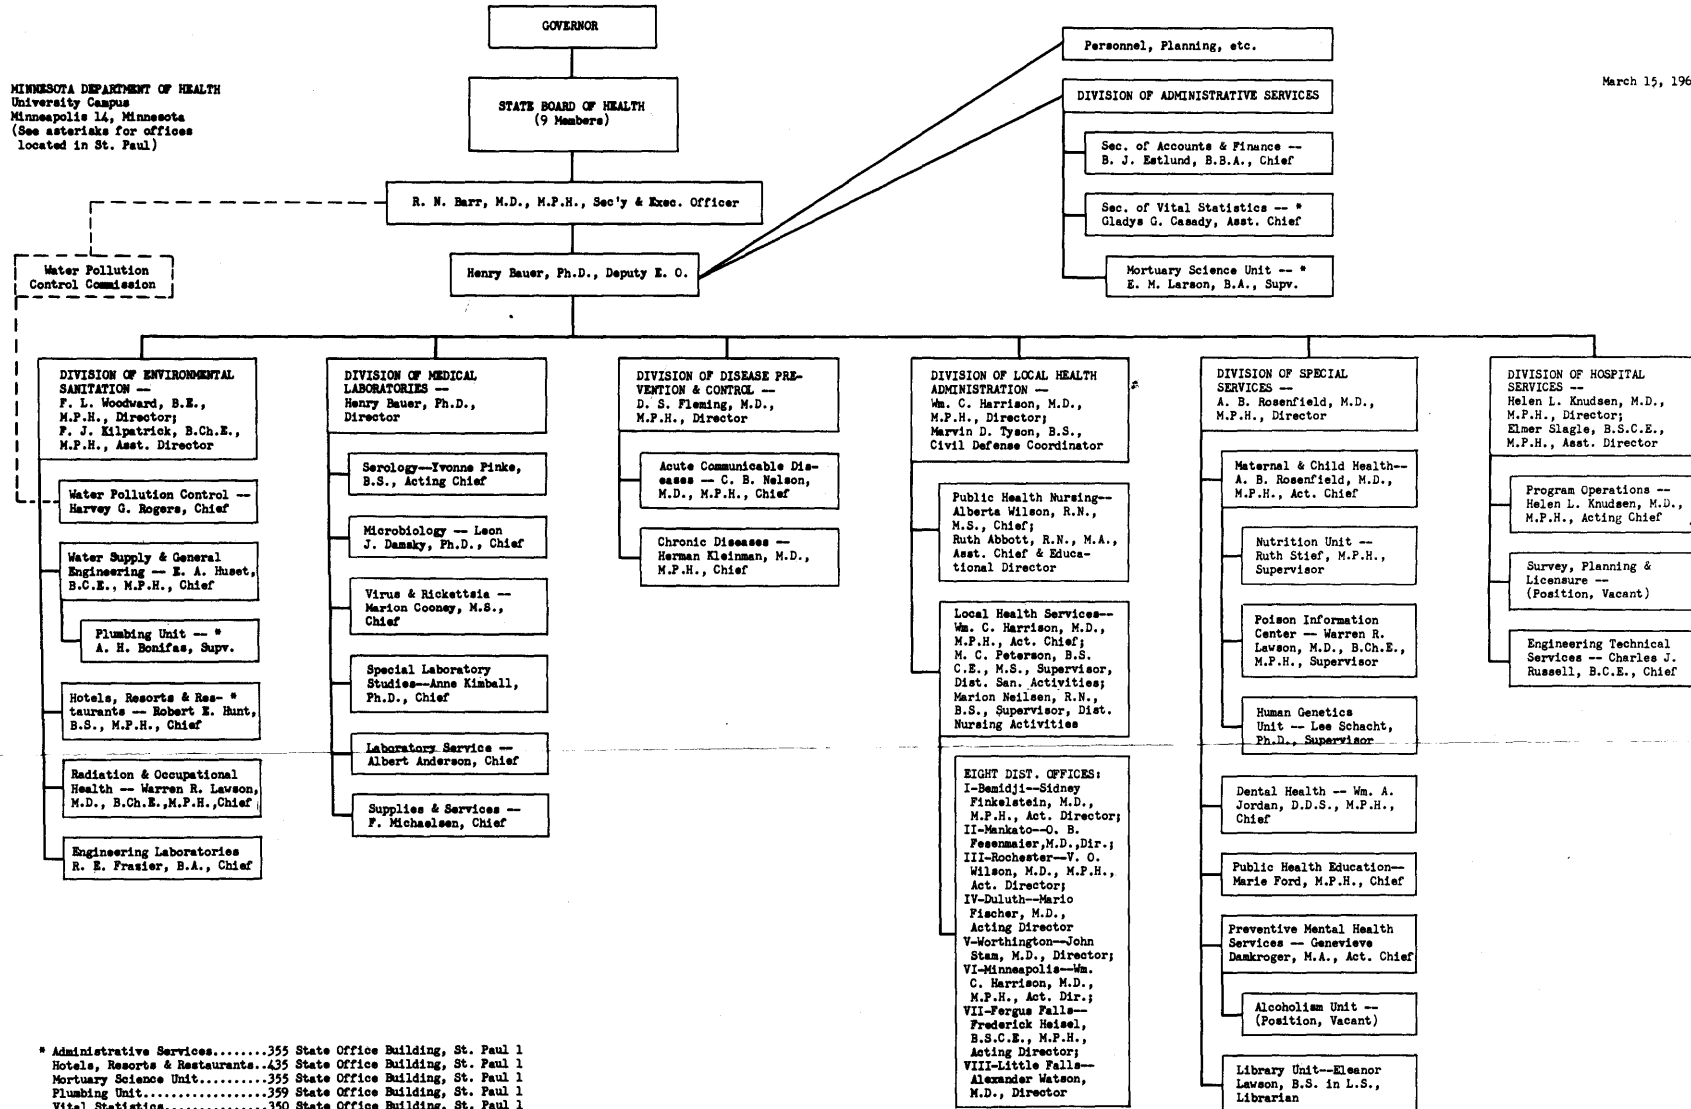 GOVERNOR
STATE BOARD OF HEALTH
(9 Members)
R. N. Barr, M.D., M.P.H., Sec'y & Exec. Officer
Henry Bauer, Ph.D., Deputy E. O.
MINNESOTA DEPARTMENT OF HEALTH
University Campus
Minneapolis 14, Minnesota
(See asterisks for offices
located in St. Paul)
Water Pollution
Control Commission
Personnel, Planning, etc.
DIVISION OF ADMINISTRATIVE SERVICES
Sec. of Accounts & Finance --
B. J. Estlund, B.B.A., Chief
Sec. of Vital Statistics -- *
Gladys G. Casady, Asst. Chief
Mortuary Science Unit -- *
E. M. Larson, B.A., Supv.
March 15, 196
DIVISION OF ENVIRONMENTAL
SANITATION --
F. L. Woodward, B.E.,
M.P.H., Director;
F. J. Kilpatrick, B.Ch.E.,
M.P.H., Asst. Director
Water Pollution Control --
Harvey G. Rogers, Chief
Water Supply & General
Engineering -- E. A. Huset,
B.C.E., M.P.H., Chief
Plumbing Unit -- *
A. H. Bonifas, Supv.
Hotels, Resorts & Res- *
taurants -- Robert E. Hunt,
B.S., M.P.H., Chief
Radiation & Occupational
Health -- Warren R. Lawson,
M.D., B.Ch.E.,M.P.H.,Chief
Engineering Laboratories
R. E. Frasier, B.A., Chief
DIVISION OF MEDICAL
LABORATORIES --
Henry Bauer, Ph.D.,
Director
Serology--Yvonne Pinke,
B.S., Acting Chief
Microbiology -- Leon
J. Damsky, Ph.D., Chief
Virus & Rickettsia --
Marion Cooney, M.S.,
Chief
Special Laboratory
Studies--Anne Kimball,
Ph.D., Chief
Laboratory Service --
Albert Anderson, Chief
Supplies & Services --
F. Michaelsen, Chief
DIVISION OF DISEASE PRE-
VENTION & CONTROL --
D. S. Fleming, M.D.,
M.P.H., Director
Acute Communicable Dis-
eases -- C. B. Nelson,
M.D., M.P.H., Chief
Chronic Diseases --
Herman Kleinman, M.D.,
M.P.H., Chief
DIVISION OF LOCAL HEALTH
ADMINISTRATION --
Wm. C. Harrison, M.D.,
M.P.H., Director;
Marvin D. Tyson, B.S.,
Civil Defense Coordinator
Public Health Nursing--
Alberta Wilson, R.N.,
M.S., Chief;
Ruth Abbott, R.N., M.A.,
Asst. Chief & Educa-
tional Director
Local Health Services--
Wm. C. Harrison, M.D.,
M.P.H., Act. Chief;
M. C. Peterson, B.S.
C.E., M.S., Supervisor,
Dist. San. Activities;
Marion Neilsen, R.N.,
B.S., Supervisor, Dist.
Nursing Activities
EIGHT DIST. OFFICES:
I-Bemidji--Sidney
Finkelstein, M.D.,
M.P.H., Act. Director;
II-Mankato--O. B.
Fesenmaier,M.D.,Dir.;
III-Rochester--V. O.
Wilson, M.D., M.P.H.,
Act. Director;
IV-Duluth--Mario
Fischer, M.D.,
Acting Director
V-Worthington--John
Stam, M.D., Director;
VI-Minneapolis--Wm.
C. Harrison, M.D.,
M.P.H., Act. Dir.;
VII-Fergus Falls--
Frederick Heisel,
B.S.C.E., M.P.H.,
Acting Director;
VIII-Little Falls--
Alexander Watson,
M.D., Director
DIVISION OF SPECIAL
SERVICES --
A. B. Rosenfield, M.D.,
M.P.H., Director
Maternal & Child Health--
A. B. Rosenfield, M.D.,
M.P.H., Act. Chief
Nutrition Unit --
Ruth Stief, M.P.H.,
Supervisor
Poison Information
Center -- Warren R.
Lawson, M.D., B.Ch.E.,
M.P.H., Supervisor
Human Genetics
Unit -- Lee Schacht,
Ph.D., Supervisor
Dental Health -- Wm. A.
Jordan, D.D.S., M.P.H.,
Chief
Public Health Education--
Marie Ford, M.P.H., Chief
Preventive Mental Health
Services -- Genevieve
Damkroger, M.A., Act. Chief
Alcoholism Unit --
(Position, Vacant)
Library Unit--Eleanor
Lawson, B.S. in L.S.,
Librarian
DIVISION OF HOSPITAL
SERVICES --
Helen L. Knudsen, M.D.,
M.P.H., Director;
Elmer Slagle, B.S.C.E.,
M.P.H., Asst. Director
Program Operations --
Helen L. Knudsen, M.D.,
M.P.H., Acting Chief
Survey, Planning &
Licensure --
(Position, Vacant)
Engineering Technical
Services -- Charles J.
Russell, B.C.E., Chief
* Administrative Services........355 State Office Building, St. Paul 1
Hotels, Resorts & Restaurants..435 State Office Building, St. Paul 1
Mortuary Science Unit..........355 State Office Building, St. Paul 1
Plumbing Unit..................359 State Office Building, St. Paul 1
Vital Statistics...............350 State Office Building, St. Paul 1